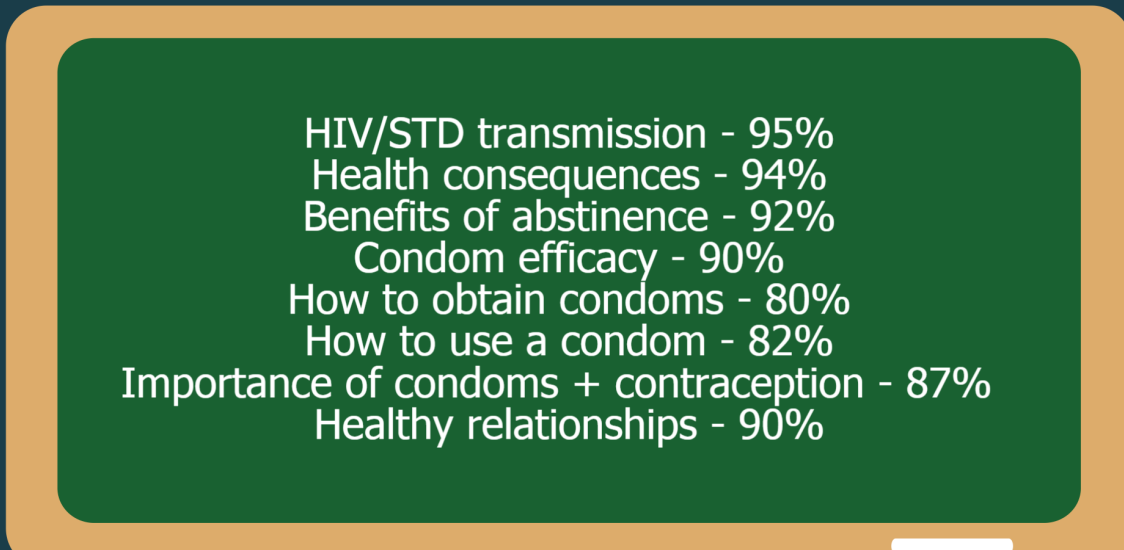 HIV/STD transmission - 95%
Health consequences - 94%
Benefits of abstinence - 92%
Condom efficacy - 90%
How to obtain condoms - 80%
How to use a condom - 82%
Importance of condoms + contraception - 87%
Healthy relationships - 90%